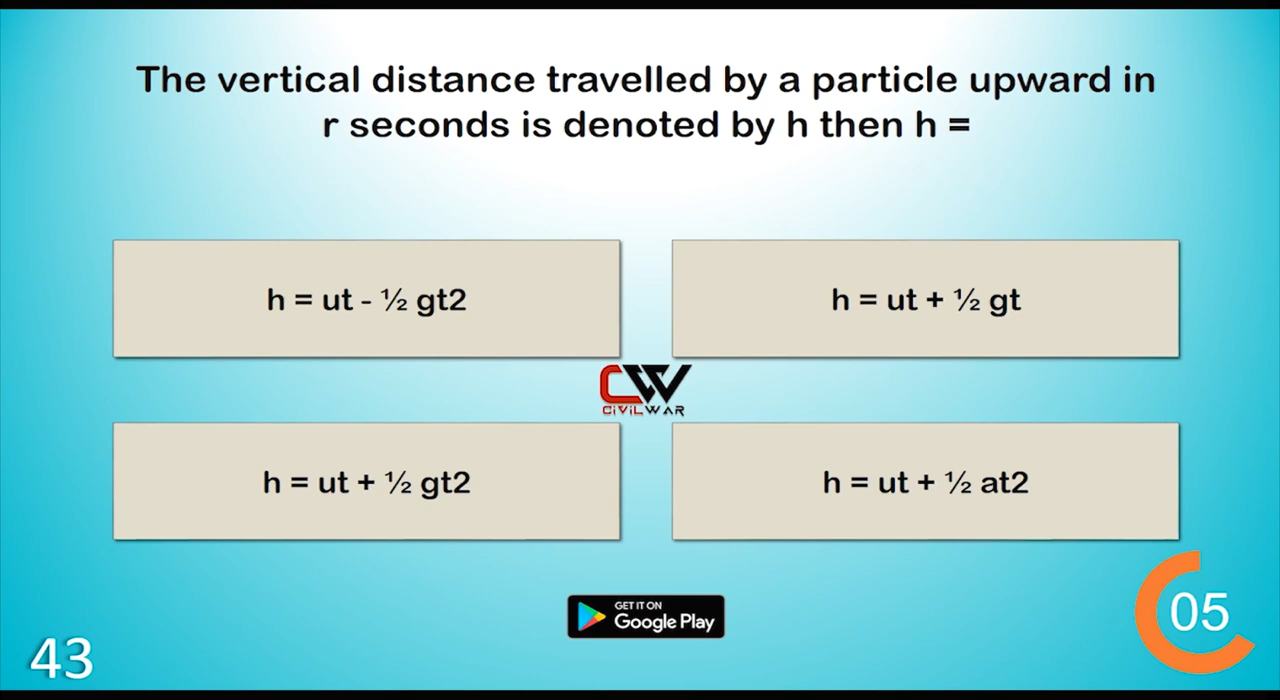 The vertical distance travelled by a particle upward in
r seconds is denoted by h then h =
h = ut - ½ gt2
h = ut + ½ gt
CW
CIVIL WAR
h = ut + ½ gt2
h = ut + ½ at2
GET IT ON
Google Play
05
43